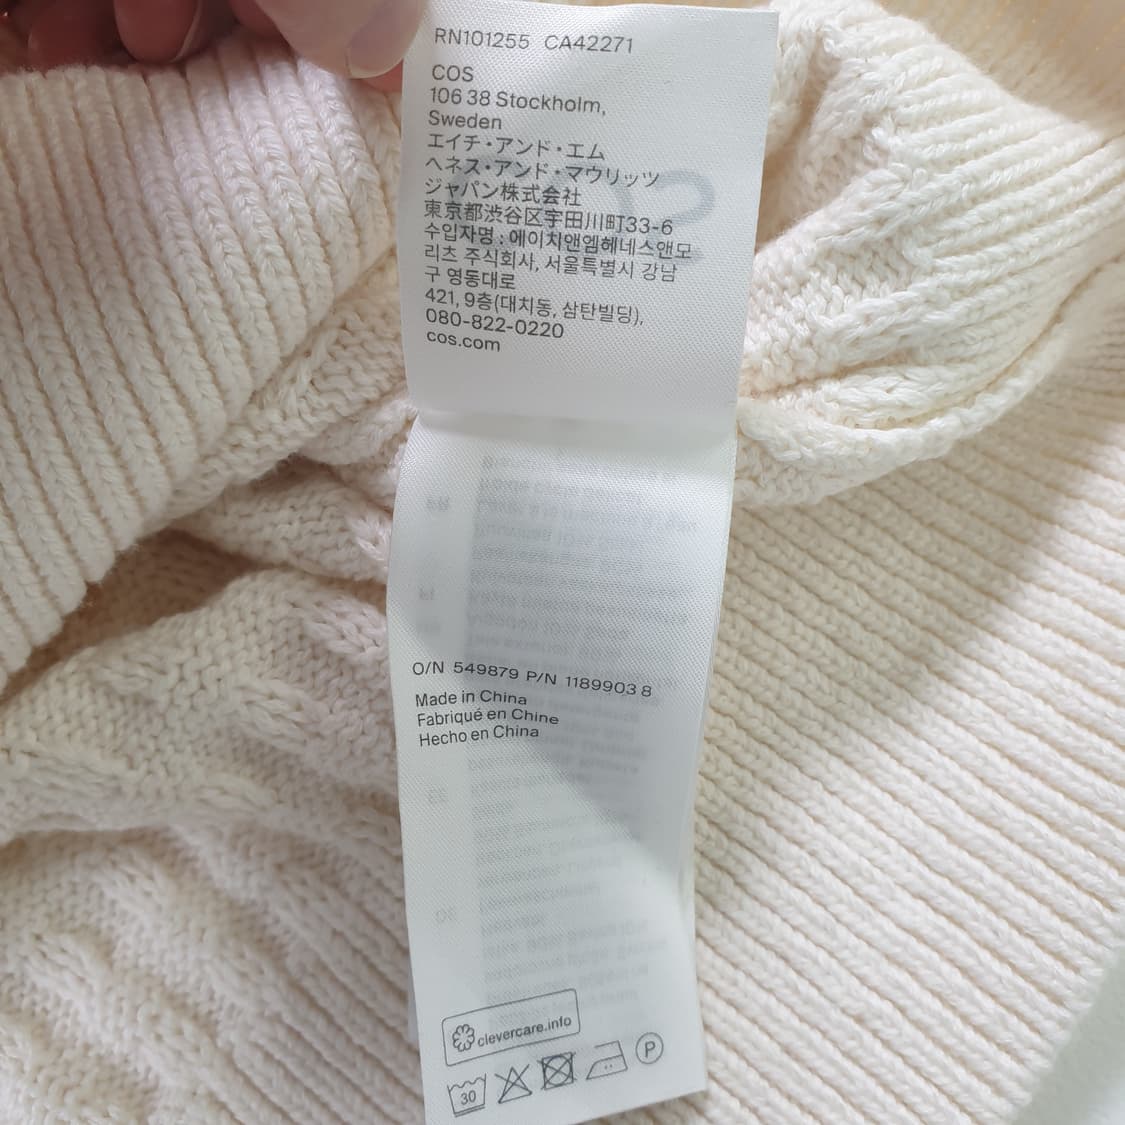 RN101255 CA42271
COS
106 38 Stockholm,
Sweden
エイチ・アンド・エム
ヘネス・アンド・マウリッツ
ジャパン株式会社
東京都渋谷区宇田川町33-6
수입자명 : 에이치앤엠헤네스앤모
리츠 주식회사, 서울특별시 강남
구 영동대로
421, 9층(대치동, 삼탄빌딩),
080-822-0220
cos.com
O/N 549879 P/N 1189903 8
Made in China
Fabriqué en Chine
Hecho en China
clevercare.info
30
P